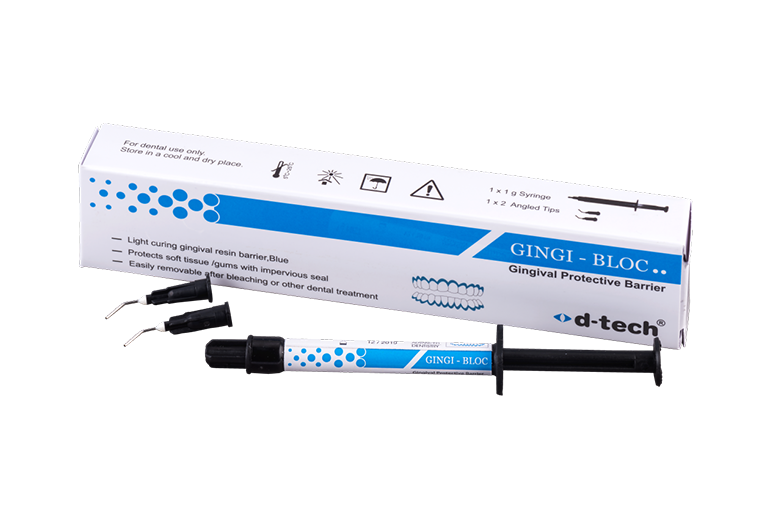 For dental use only.
Store in a cool and dry place.
1 x 1 g Syringe
1 x 2 Angled Tips
GINGI - BLOC
Gingival Protective Barrier
— Light curing gingival resin barrier,Blue
— Protects soft tissue /gums with impervious seal
— Easily removable after bleaching or other dental treatment
d-tech®
GINGI - BLOC
Gingival Protective Barrier